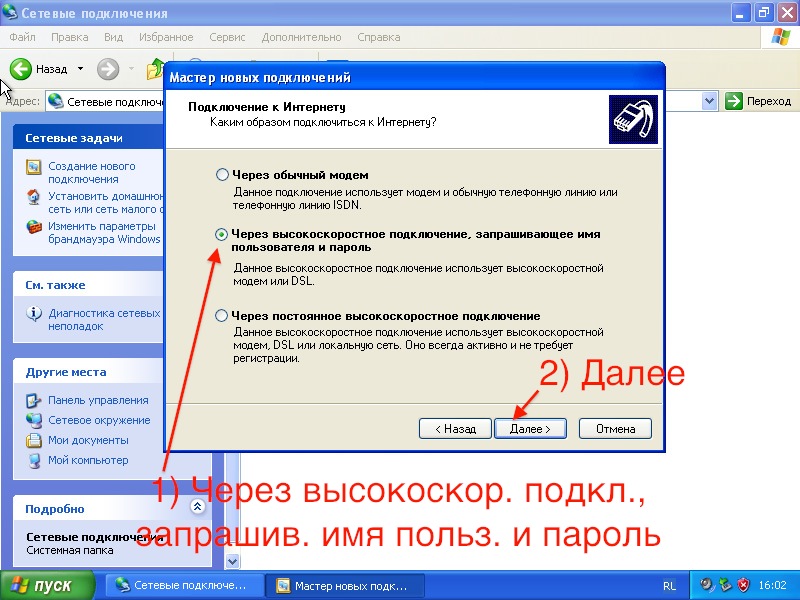 Сетевые подключения
Файл Правка Вид Избранное Сервис Дополнительно Справка
Назад
Адрес: Сетевые подключе Переход
Сетевые задачи
Создание нового
подключения
Установить домашнюю
сеть или сеть малого о
Изменить параметры
брандмауэра Windows
См. также
Диагностика сетевых
неполадок
Другие места
Панель управления
Сетевое окружение
Мои документы
Мой компьютер
Подробно
Сетевые подключения
Системная папка
Мастер новых подключений
Подключение к Интернету
Каким образом подключиться к Интернету?
Через обычный модем
Данное подключение использует модем и обычную телефонную линию или
телефонную линию ISDN.
Через высокоскоростное подключение, запрашивающее имя
пользователя и пароль
Данное высокоскоростное подключение использует высокоскоростной
модем или DSL.
Через постоянное высокоскоростное подключение
Данное высокоскоростное подключение использует высокоскоростной
модем, DSL или локальную сеть. Оно всегда активно и не требует
регистрации.
2) Далее
< Назад Далее > Отмена
1) Через высокоскор. подкл.,
запрашив. имя польз. и пароль
пуск Сетевые подключе... Мастер новых подк... RL 16:02